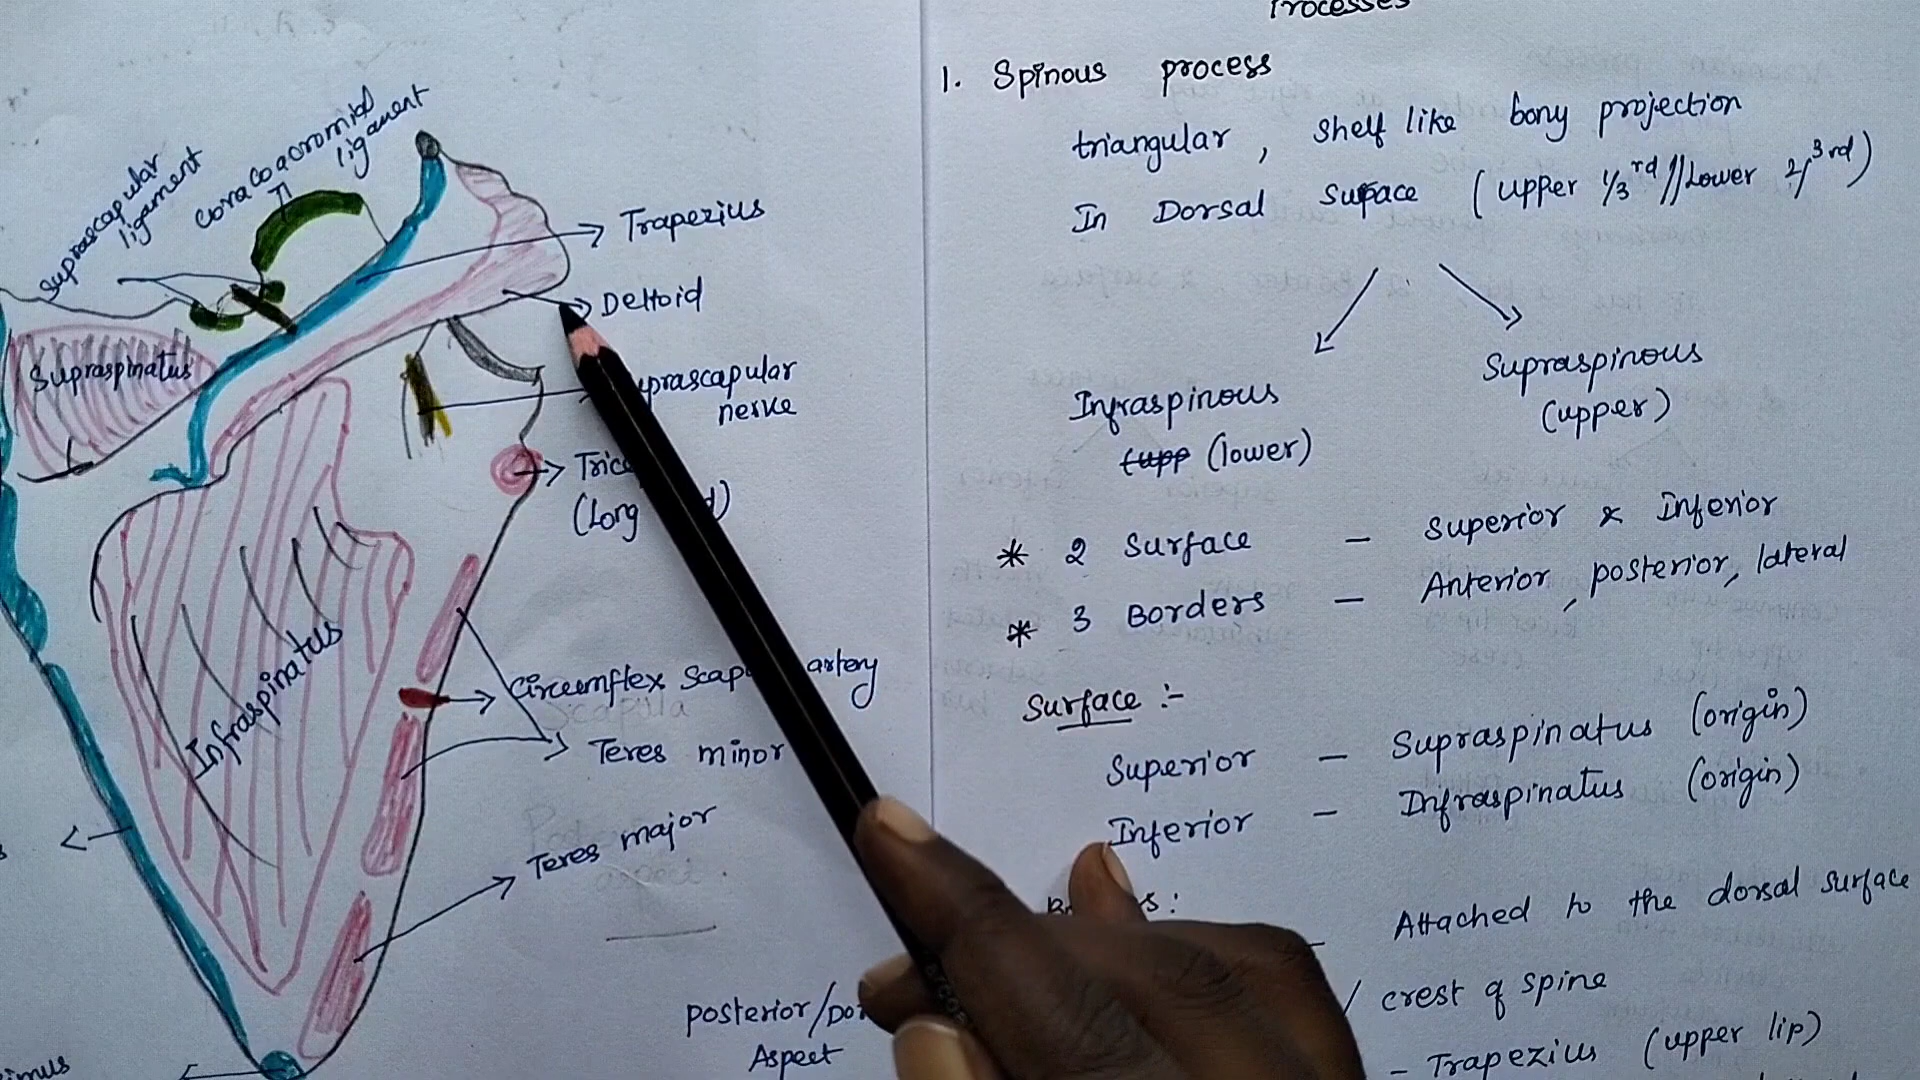 suprascapular
ligament
coracoacromial
ligament
Trapezius
Deltoid
Supraspinatus
nerve
(Long
Infraspinatus
Circumflex artery
Teres minor
Teres major
Posterior/
Aspect
Processes
1. Spinous process
triangular, shelf like bony projection
In Dorsal Surface (upper 1/3rd//Lower 2/3rd)
Infraspinous
(lower)
Supraspinous
(upper)
* 2 Surface - Superior & Inferior
* 3 Borders - Anterior, posterior, lateral
Surface :-
Superior - Supraspinatus (origin)
Inferior - Infraspinatus (origin)
Attached to the dorsal surface
/ crest of spine
- Trapezius (upper lip)